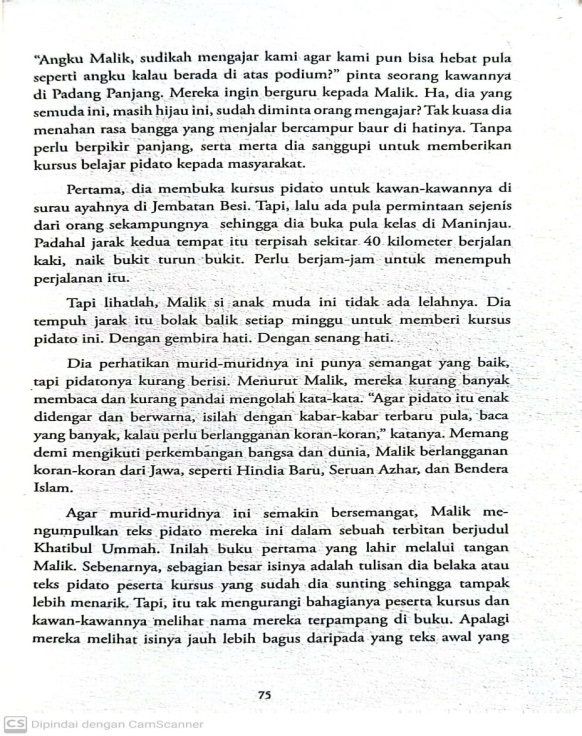 “Angku Malik, sudikah mengajar kami agar kami pun bisa hebat pula
seperti angku kalau berada di atas podium?” pinta seorang kawannya
di Padang Panjang. Mereka ingin berguru kepada Malik. Ha, dia yang
semuda ini, masih hijau ini, sudah diminta orang mengajar? Tak kuasa dia
menahan rasa bangga yang menjalar bercampur baur di hatinya. Tanpa
perlu berpikir panjang, serta merta dia sanggupi untuk memberikan
kursus belajar pidato kepada masyarakat.
Pertama, dia membuka kursus pidato untuk kawan-kawannya di
surau ayahnya di Jembatan Besi. Tapi, lalu ada pula permintaan sejenis
dari orang sekampungnya sehingga dia buka pula kelas di Maninjau.
Padahal jarak kedua tempat itu terpisah sekitar 40 kilometer berjalan
kaki, naik bukit turun bukit. Perlu berjam-jam untuk menempuh
perjalanan itu.
Tapi lihatlah, Malik si anak muda ini tidak ada lelahnya. Dia
tempuh jarak itu bolak balik setiap minggu untuk memberi kursus
pidato ini. Dengan gembira hati. Dengan senang hati.
Dia perhatikan murid-muridnya ini punya semangat yang baik,
tapi pidatonya kurang berisi. Menurut Malik, mereka kurang banyak
membaca dan kurang pandai mengolah kata-kata. “Agar pidato itu enak
didengar dan berwarna, isilah dengan kabar-kabar terbaru pula, baca
yang banyak, kalau perlu berlangganan koran-koran,” katanya. Memang
demi mengikuti perkembangan bangsa dan dunia, Malik berlangganan
koran-koran dari Jawa, seperti Hindia Baru, Seruan Azhar, dan Bendera
Islam.
Agar murid-muridnya ini semakin bersemangat, Malik me-
ngumpulkan teks pidato mereka ini dalam sebuah terbitan berjudul
Khatibul Ummah. Inilah buku pertama yang lahir melalui tangan
Malik. Sebenarnya, sebagian besar isinya adalah tulisan dia belaka atau
teks pidato peserta kursus yang sudah dia sunting sehingga tampak
lebih menarik. Tapi, itu tak mengurangi bahagianya peserta kursus dan
kawan-kawannya melihat nama mereka terpampang di buku. Apalagi
mereka melihat isinya jauh lebih bagus daripada yang teks awal yang
75
CS Dipindai dengan CamScanner